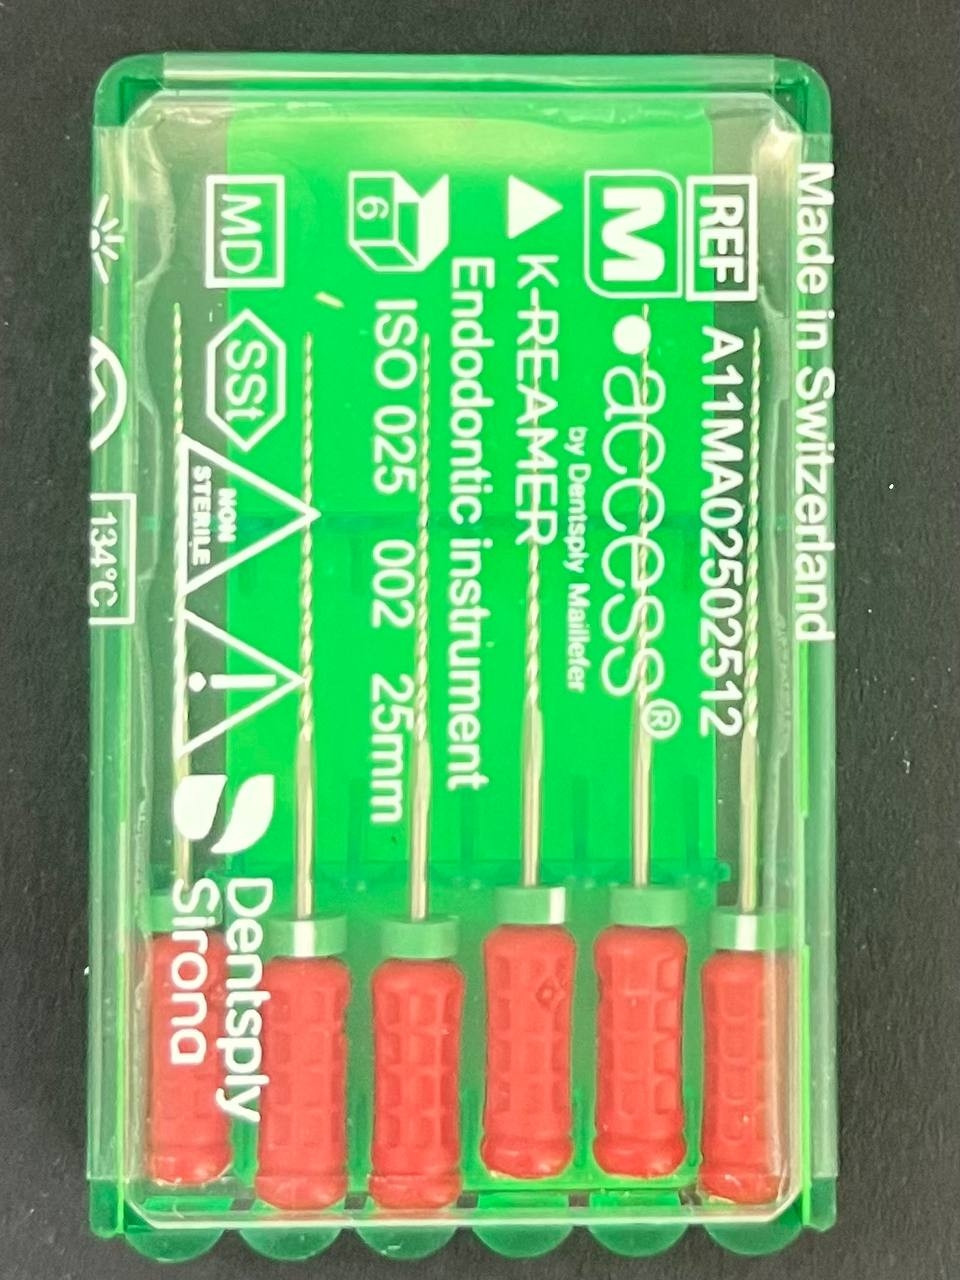 Made in Switzerland
REF A11MA02502512
M access®
by Dentsply Maillefer
K-REAMER
Endodontic instrument
6 ISO 025 002 25mm
MD SSt
NON
STERILE
Dentsply
Sirona
134°C